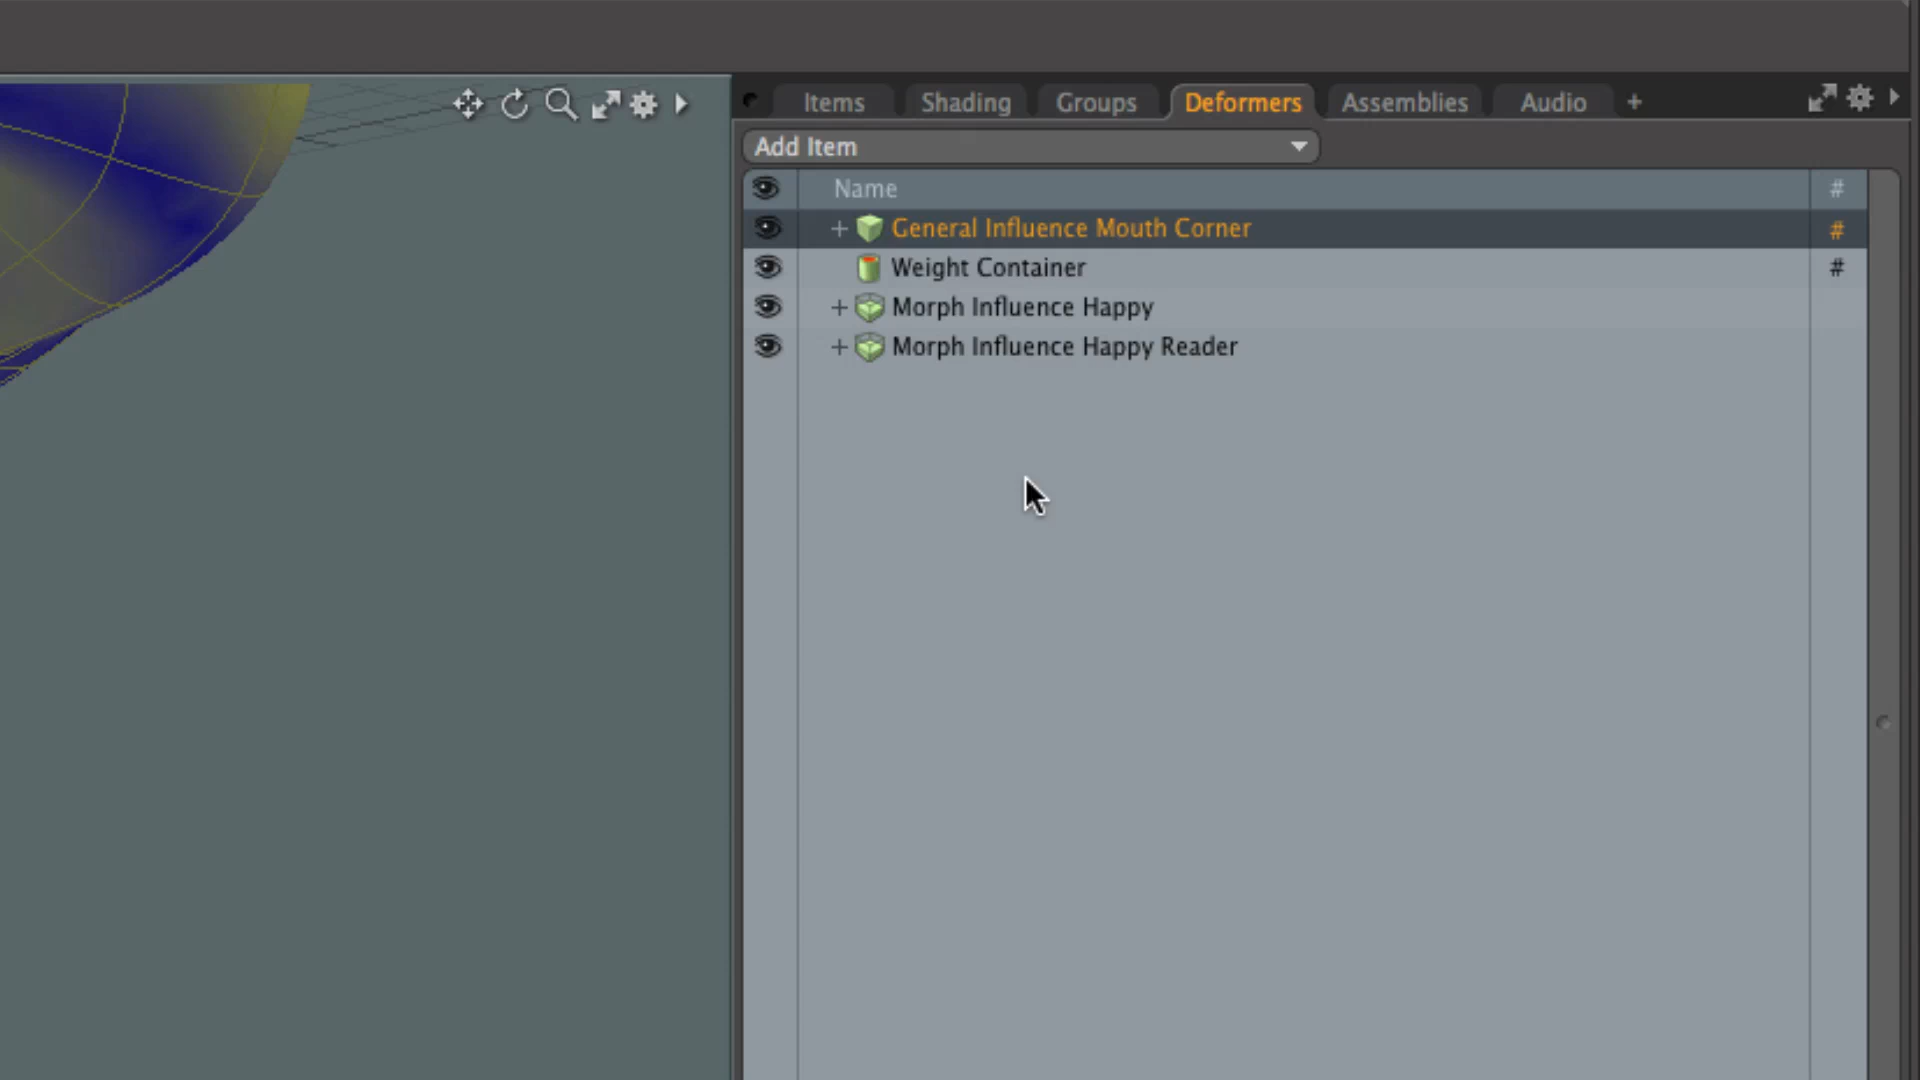 Items Shading Groups Deformers Assemblies Audio +
Add Item
Name #
+ General Influence Mouth Corner #
Weight Container #
+ Morph Influence Happy
+ Morph Influence Happy Reader